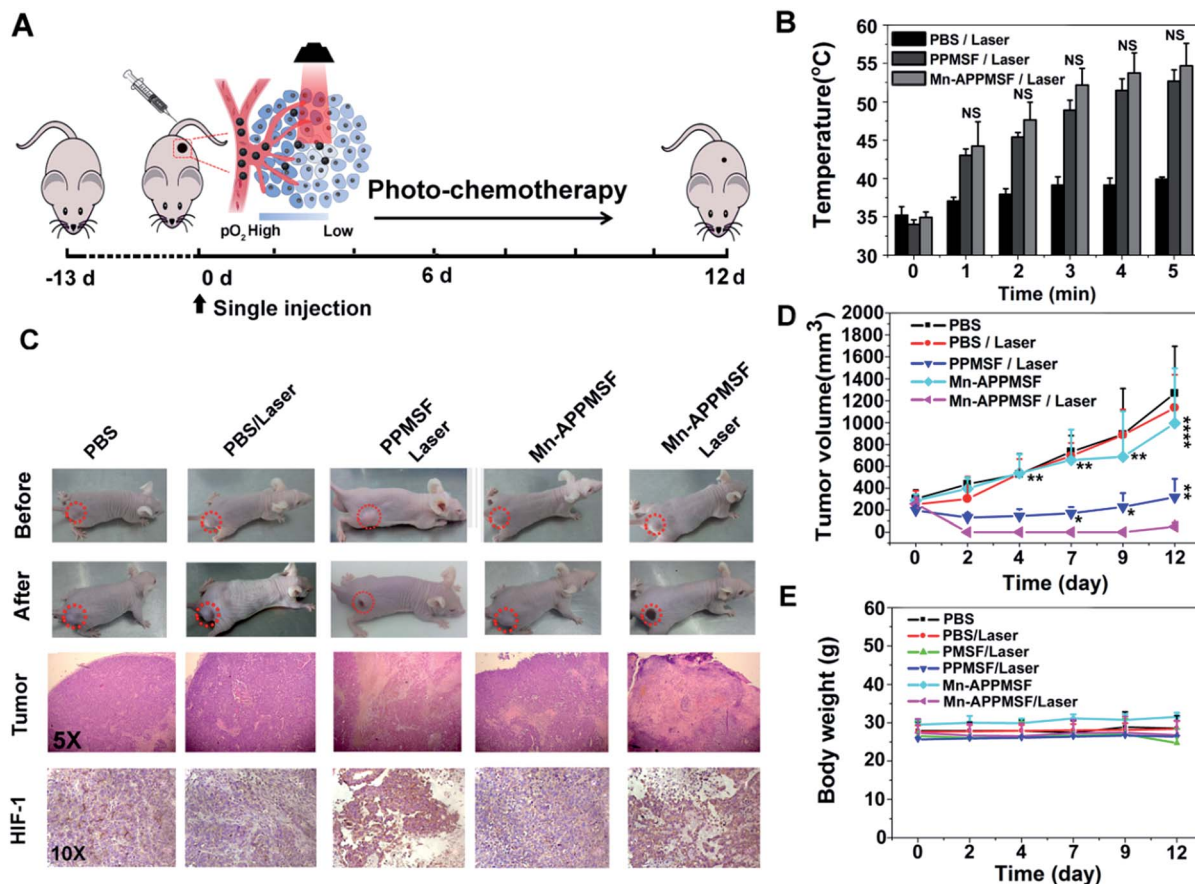 A
pO2 High
Low
Photo-chemotherapy
-13 d
0 d
6 d
12 d
Single injection
B
Temperature(°C)
60
55
50
45
40
35
30
PBS / Laser
PPMSF / Laser
Mn-APPMSF / Laser
NS
NS
NS
NS
NS
0 1 2 3 4 5
Time (min)
C
PBS
PBS/Laser
PPMSF
Laser
Mn-APPMSF
Mn-APPMSF
Laser
Before
After
Tumor
5X
HIF-1
10X
D
Tumor volume(mm3)
2000
1800
1600
1400
1200
1000
800
600
400
200
0
PBS
PBS / Laser
PPMSF / Laser
Mn-APPMSF
Mn-APPMSF / Laser
**
**
**
****
*
*
**
0 2 4 7 9 12
Time (day)
E
Body weight (g)
60
50
40
30
20
10
0
PBS
PBS/Laser
PMSF/Laser
PPMSF/Laser
Mn-APPMSF
Mn-APPMSF/Laser
0 2 4 7 9 12
Time (day)